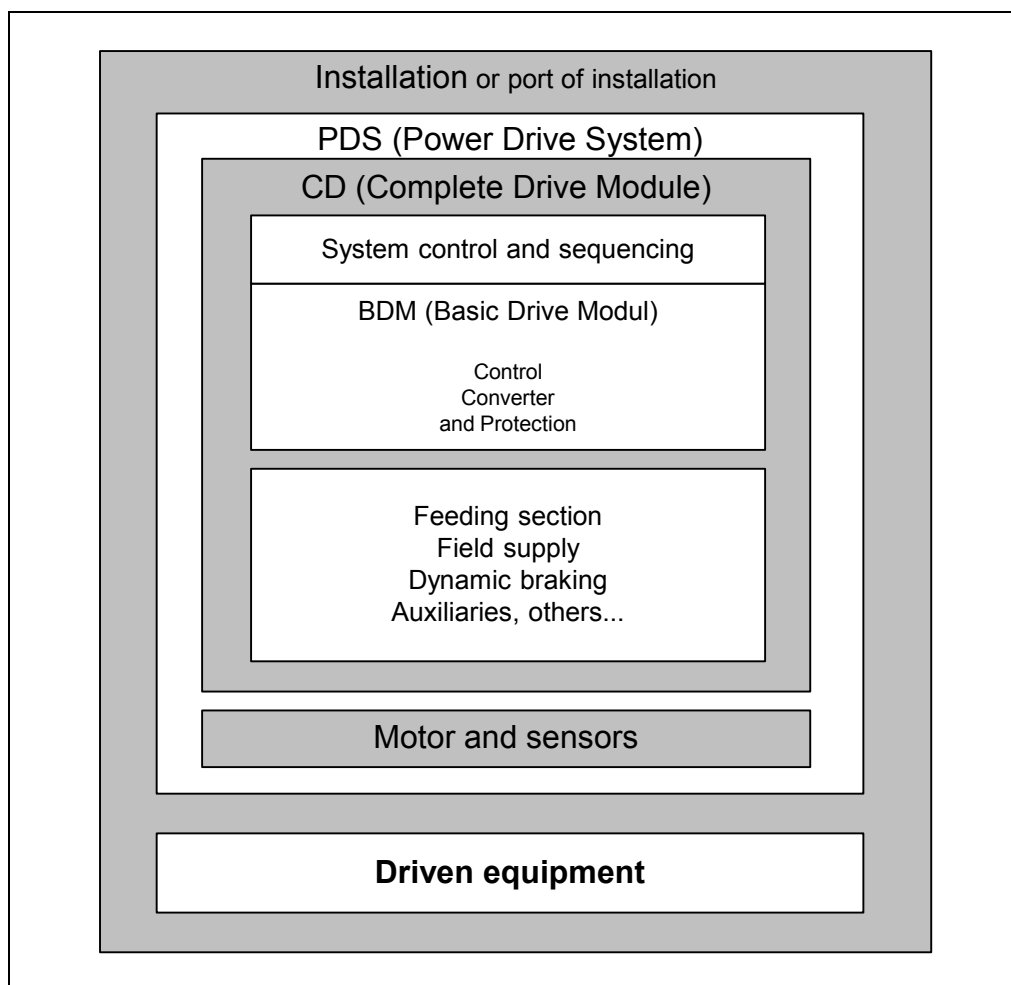 Installation or port of installation
PDS (Power Drive System)
CD (Complete Drive Module)
System control and sequencing
BDM (Basic Drive Modul)
Control
Converter
and Protection
Feeding section
Field supply
Dynamic braking
Auxiliaries, others...
Motor and sensors
Driven equipment